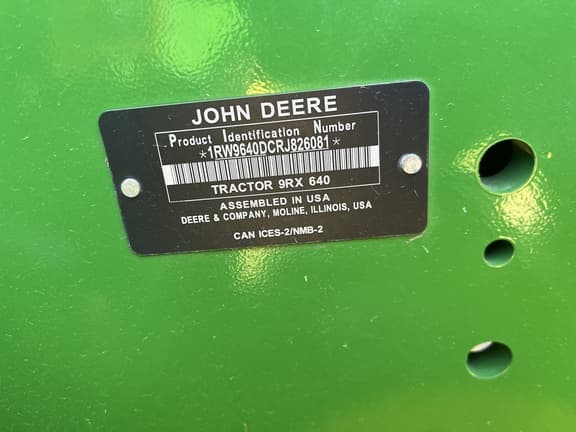 JOHN DEERE
Product Identification Number
*1RW9640DCRJ826081*
TRACTOR 9RX 640
ASSEMBLED IN USA
DEERE & COMPANY, MOLINE, ILLINOIS, USA
CAN ICES-2/NMB-2